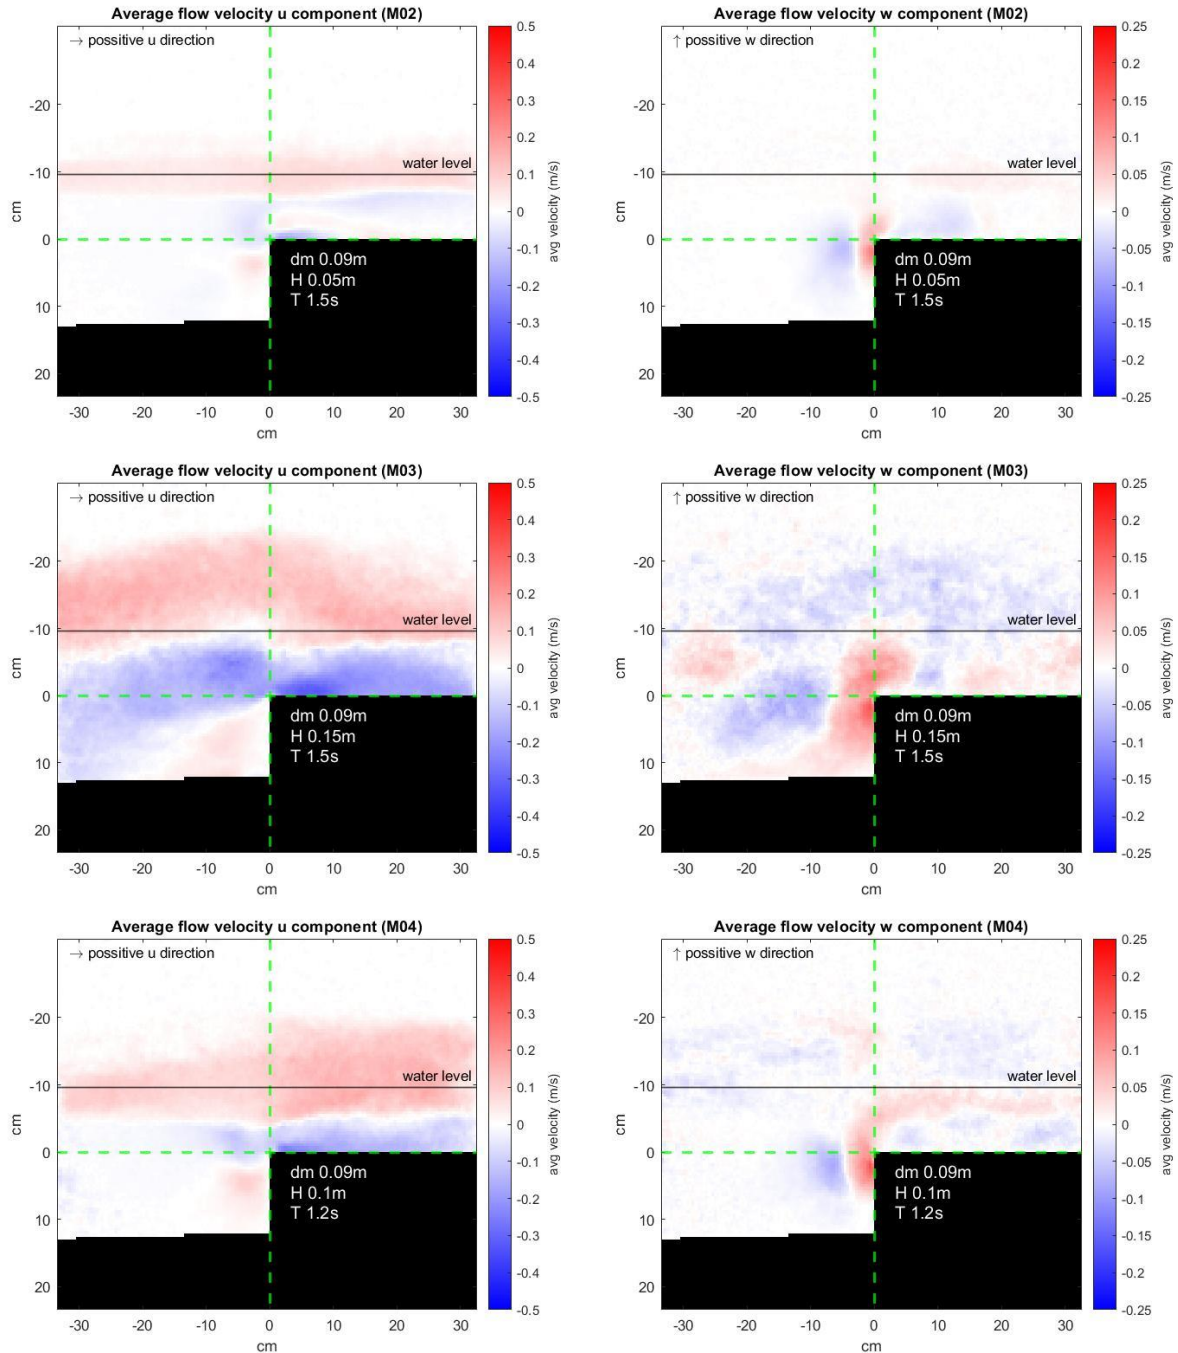 Average flow velocity u component (M02)
→ possitive u direction
water level
dm 0.09m
H 0.05m
T 1.5s
-20
-10
0
10
20
-30
-20
-10
0
10
20
30
cm
cm
0.5
0.4
0.3
0.2
0.1
0
-0.1
-0.2
-0.3
-0.4
-0.5
avg velocity (m/s)
Average flow velocity w component (M02)
↑ possitive w direction
water level
dm 0.09m
H 0.05m
T 1.5s
-20
-10
0
10
20
-30
-20
-10
0
10
20
30
cm
cm
0.25
0.2
0.15
0.1
0.05
0
-0.05
-0.1
-0.15
-0.2
-0.25
avg velocity (m/s)
Average flow velocity u component (M03)
→ possitive u direction
water level
dm 0.09m
H 0.15m
T 1.5s
-20
-10
0
10
20
-30
-20
-10
0
10
20
30
cm
cm
0.5
0.4
0.3
0.2
0.1
0
-0.1
-0.2
-0.3
-0.4
-0.5
avg velocity (m/s)
Average flow velocity w component (M03)
↑ possitive w direction
water level
dm 0.09m
H 0.15m
T 1.5s
-20
-10
0
10
20
-30
-20
-10
0
10
20
30
cm
cm
0.25
0.2
0.15
0.1
0.05
0
-0.05
-0.1
-0.15
-0.2
-0.25
avg velocity (m/s)
Average flow velocity u component (M04)
→ possitive u direction
water level
dm 0.09m
H 0.1m
T 1.2s
-20
-10
0
10
20
-30
-20
-10
0
10
20
30
cm
cm
0.5
0.4
0.3
0.2
0.1
0
-0.1
-0.2
-0.3
-0.4
-0.5
avg velocity (m/s)
Average flow velocity w component (M04)
↑ possitive w direction
water level
dm 0.09m
H 0.1m
T 1.2s
-20
-10
0
10
20
-30
-20
-10
0
10
20
30
cm
cm
0.25
0.2
0.15
0.1
0.05
0
-0.05
-0.1
-0.15
-0.2
-0.25
avg velocity (m/s)